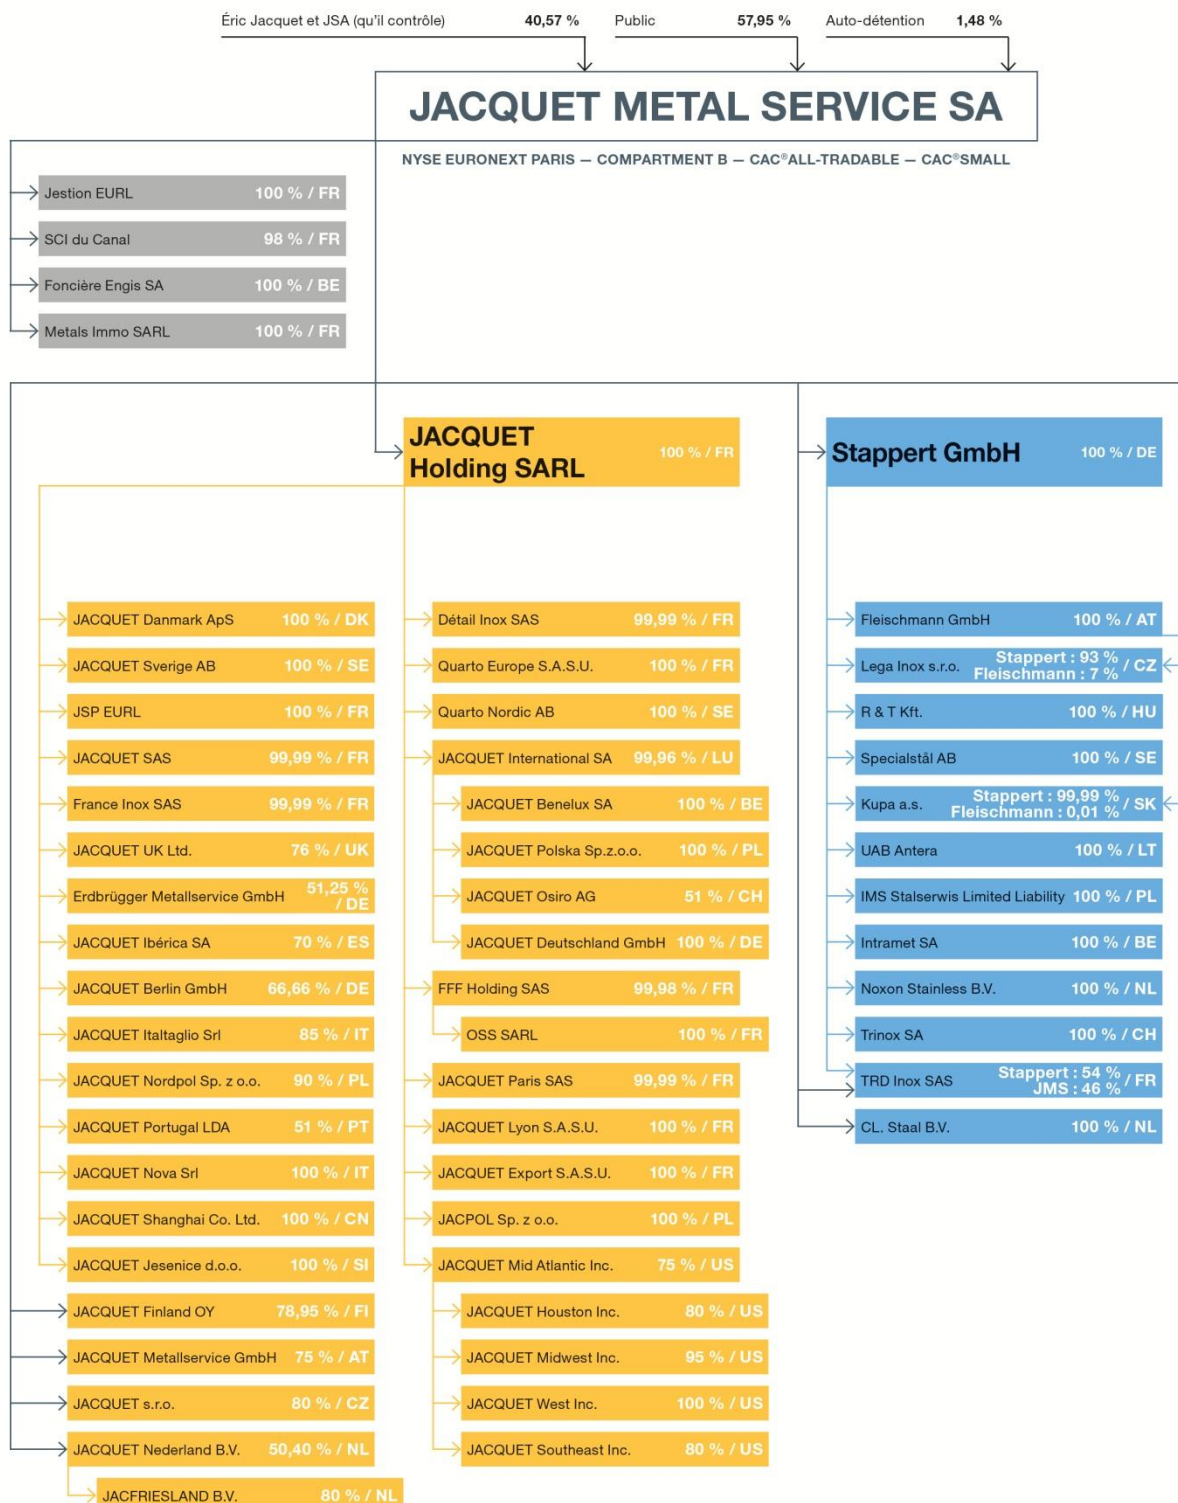 Éric Jacquet et JSA (qu’il contrôle) 40,57 % Public 57,95 % Auto-détention 1,48 %
JACQUET METAL SERVICE SA
NYSE EURONEXT PARIS — COMPARTMENT B — CAC®ALL-TRADABLE — CAC®SMALL
Jestion EURL 100 % / FR
SCI du Canal 98 % / FR
Foncière Engis SA 100 % / BE
Metals Immo SARL 100 % / FR
JACQUET
Holding SARL
100 % / FR
Stappert GmbH 100 % / DE
JACQUET Danmark ApS 100 % / DK
JACQUET Sverige AB 100 % / SE
JSP EURL 100 % / FR
JACQUET SAS 99,99 % / FR
France Inox SAS 99,99 % / FR
JACQUET UK Ltd. 76 % / UK
Erdbrügger Metallservice GmbH 51,25 %
/ DE
JACQUET Ibérica SA 70 % / ES
JACQUET Berlin GmbH 66,66 % / DE
JACQUET Italtaglio Srl 85 % / IT
JACQUET Nordpol Sp. z o.o. 90 % / PL
JACQUET Portugal LDA 51 % / PT
JACQUET Nova Srl 100 % / IT
JACQUET Shanghai Co. Ltd. 100 % / CN
JACQUET Jesenice d.o.o. 100 % / SI
JACQUET Finland OY 78,95 % / FI
JACQUET Metallservice GmbH 75 % / AT
JACQUET s.r.o. 80 % / CZ
JACQUET Nederland B.V. 50,40 % / NL
JACFRIESLAND B.V. 80 % / NL
Détail Inox SAS 99,99 % / FR
Quarto Europe S.A.S.U. 100 % / FR
Quarto Nordic AB 100 % / SE
JACQUET International SA 99,96 % / LU
JACQUET Benelux SA 100 % / BE
JACQUET Polska Sp.z.o.o. 100 % / PL
JACQUET Osiro AG 51 % / CH
JACQUET Deutschland GmbH 100 % / DE
FFF Holding SAS 99,98 % / FR
OSS SARL 100 % / FR
JACQUET Paris SAS 99,99 % / FR
JACQUET Lyon S.A.S.U. 100 % / FR
JACQUET Export S.A.S.U. 100 % / FR
JACPOL Sp. z o.o. 100 % / PL
JACQUET Mid Atlantic Inc. 75 % / US
JACQUET Houston Inc. 80 % / US
JACQUET Midwest Inc. 95 % / US
JACQUET West Inc. 100 % / US
JACQUET Southeast Inc. 80 % / US
Fleischmann GmbH 100 % / AT
Lega Inox s.r.o. Stappert : 93 %
Fleischmann : 7 % / CZ
R & T Kft. 100 % / HU
Specialstål AB 100 % / SE
Kupa a.s. Stappert : 99,99 %
Fleischmann : 0,01 % / SK
UAB Antera 100 % / LT
IMS Stalserwis Limited Liability 100 % / PL
Intramet SA 100 % / BE
Noxon Stainless B.V. 100 % / NL
Trinox SA 100 % / CH
TRD Inox SAS Stappert : 54 %
JMS : 46 % / FR
CL. Staal B.V. 100 % / NL